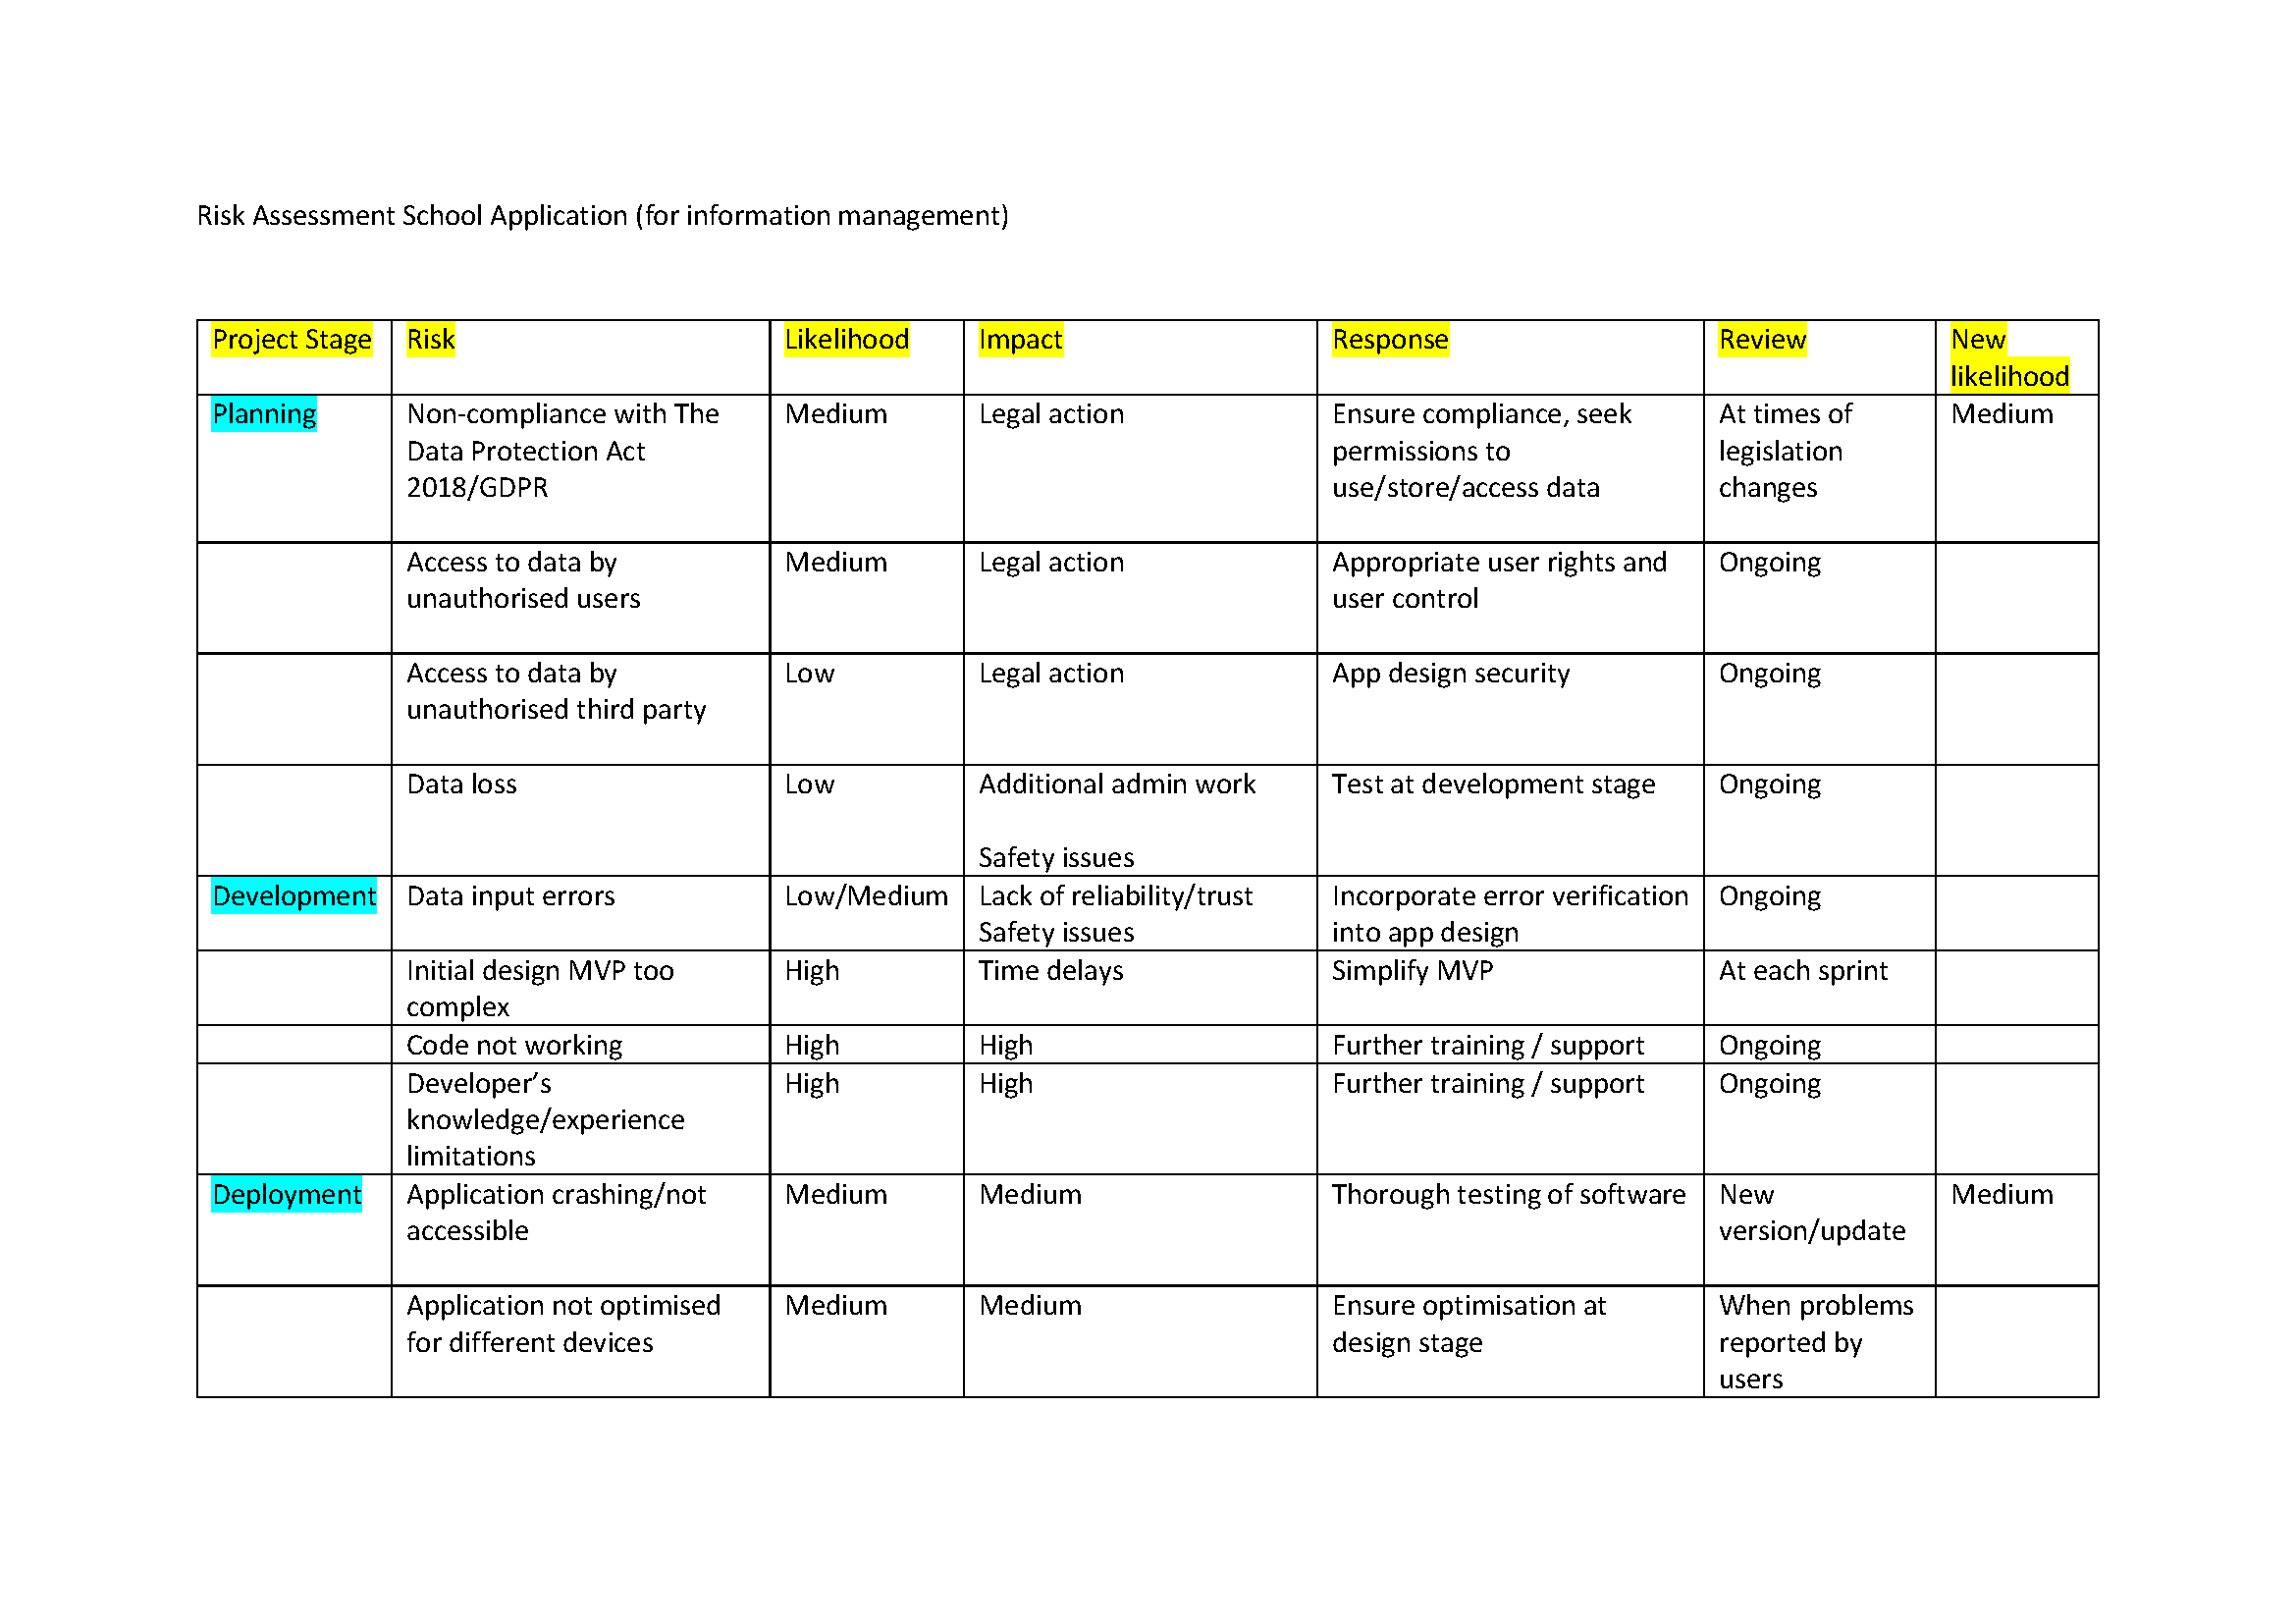 Risk Assessment School Application (for information management)
Project Stage Risk Likelihood Impact Response Review New
likelihood
Planning Non-compliance with The Medium Legal action Ensure compliance, seek At times of Medium
Data Protection Act permissions to legislation
2018/GDPR use/store/access data changes
Access to data by Medium Legal action Appropriate user rights and Ongoing
unauthorised users user control
Access to data by Low Legal action App design security Ongoing
unauthorised third party
Data loss Low Additional admin work Test at development stage Ongoing
Safety issues
Development Data input errors Low/Medium Lack of reliability/trust Incorporate error verification Ongoing
Safety issues into app design
Initial design MVP too High Time delays Simplify MVP At each sprint
complex
Code not working High High Further training / support Ongoing
Developer’s High High Further training / support Ongoing
knowledge/experience
limitations
Deployment Application crashing/not Medium Medium Thorough testing of software New Medium
accessible version/update
Application not optimised Medium Medium Ensure optimisation at When problems
for different devices design stage reported by
users